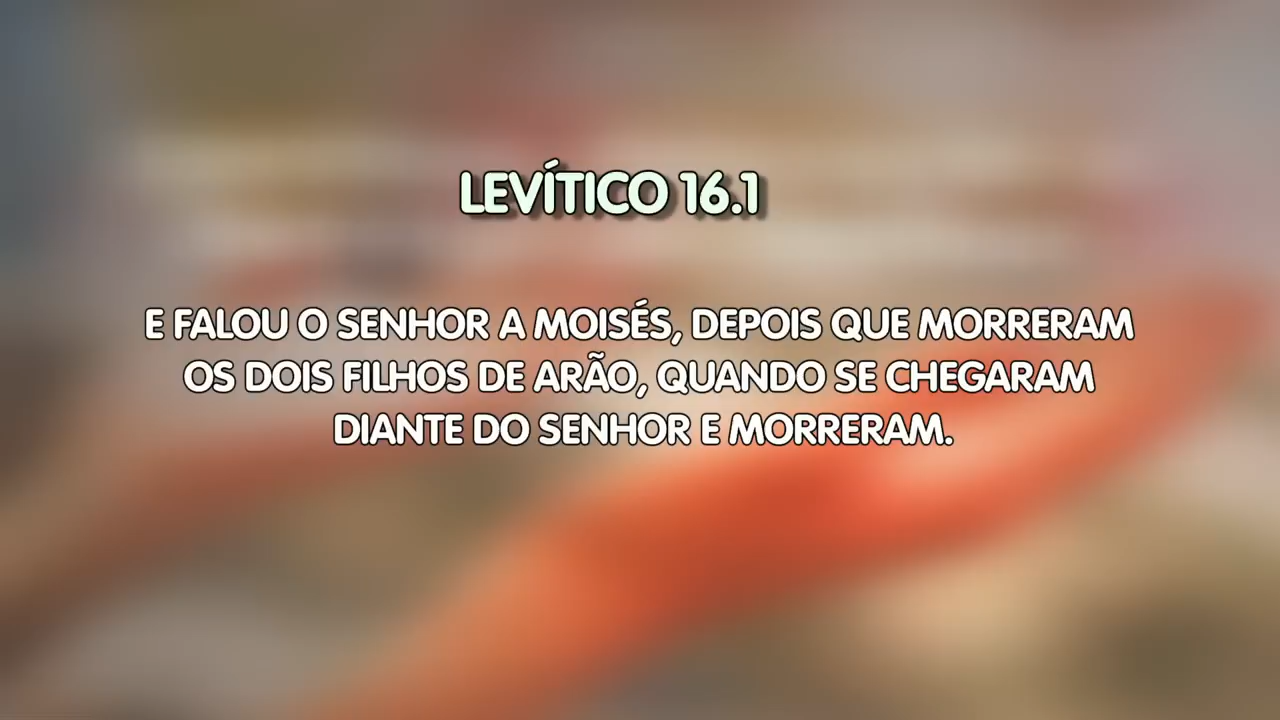 LEVÍTICO 16.1
E FALOU O SENHOR A MOISÉS, DEPOIS QUE MORRERAM
OS DOIS FILHOS DE ARÃO, QUANDO SE CHEGARAM
DIANTE DO SENHOR E MORRERAM.